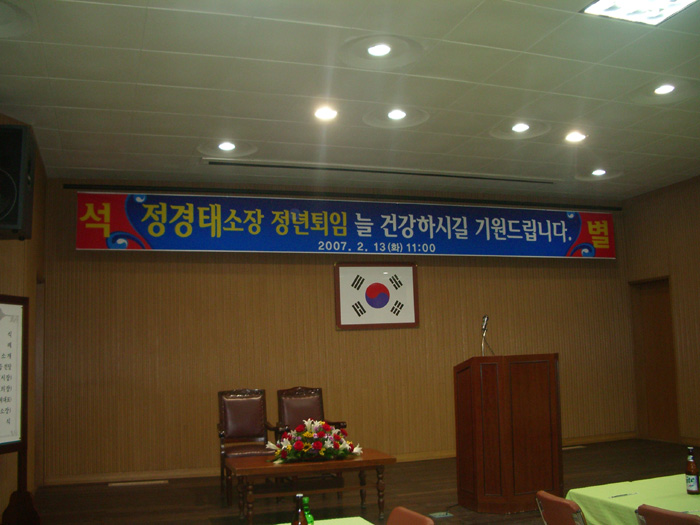 석 정경태소장 정년퇴임 늘 건강하시길 기원드립니다. 별
2007. 2. 13(화) 11:00